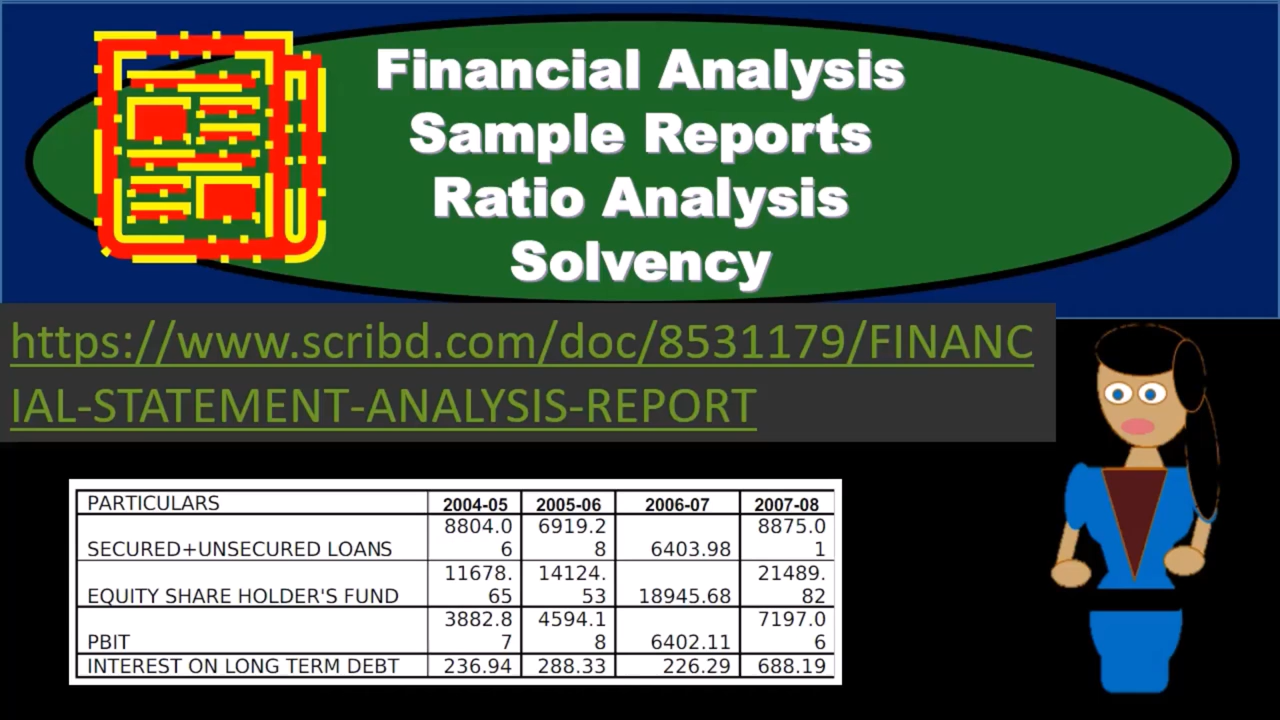 Financial Analysis
Sample Reports
Ratio Analysis
Solvency
https://www.scribd.com/doc/8531179/FINANC
IAL-STATEMENT-ANALYSIS-REPORT
PARTICULARS 2004-05 2005-06 2006-07 2007-08
8804.0 6919.2 8875.0
SECURED+UNSECURED LOANS 6 8 6403.98 1
11678. 14124. 21489.
EQUITY SHARE HOLDER'S FUND 65 53 18945.68 82
3882.8 4594.1 7197.0
PBIT 7 8 6402.11 6
INTEREST ON LONG TERM DEBT 236.94 288.33 226.29 688.19